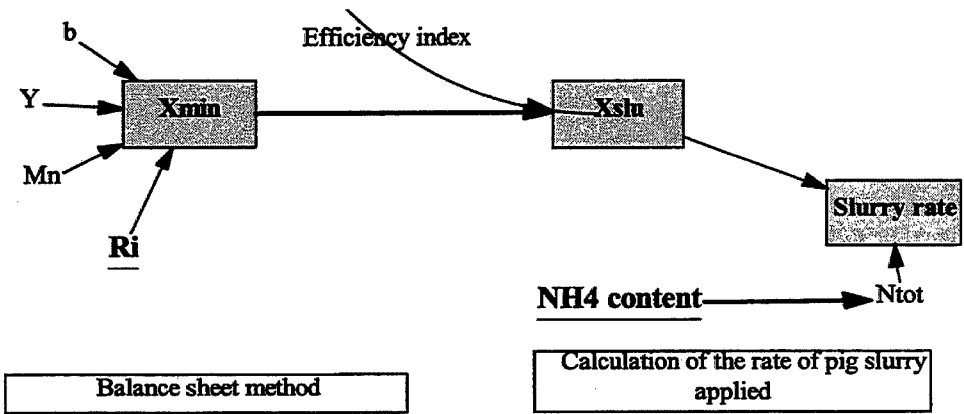 b
Efficiency index
Y
Xmin
Xslu
Mn
Slurry rate
Ri
NH4 content
Ntot
Balance sheet method
Calculation of the rate of pig slurry
applied